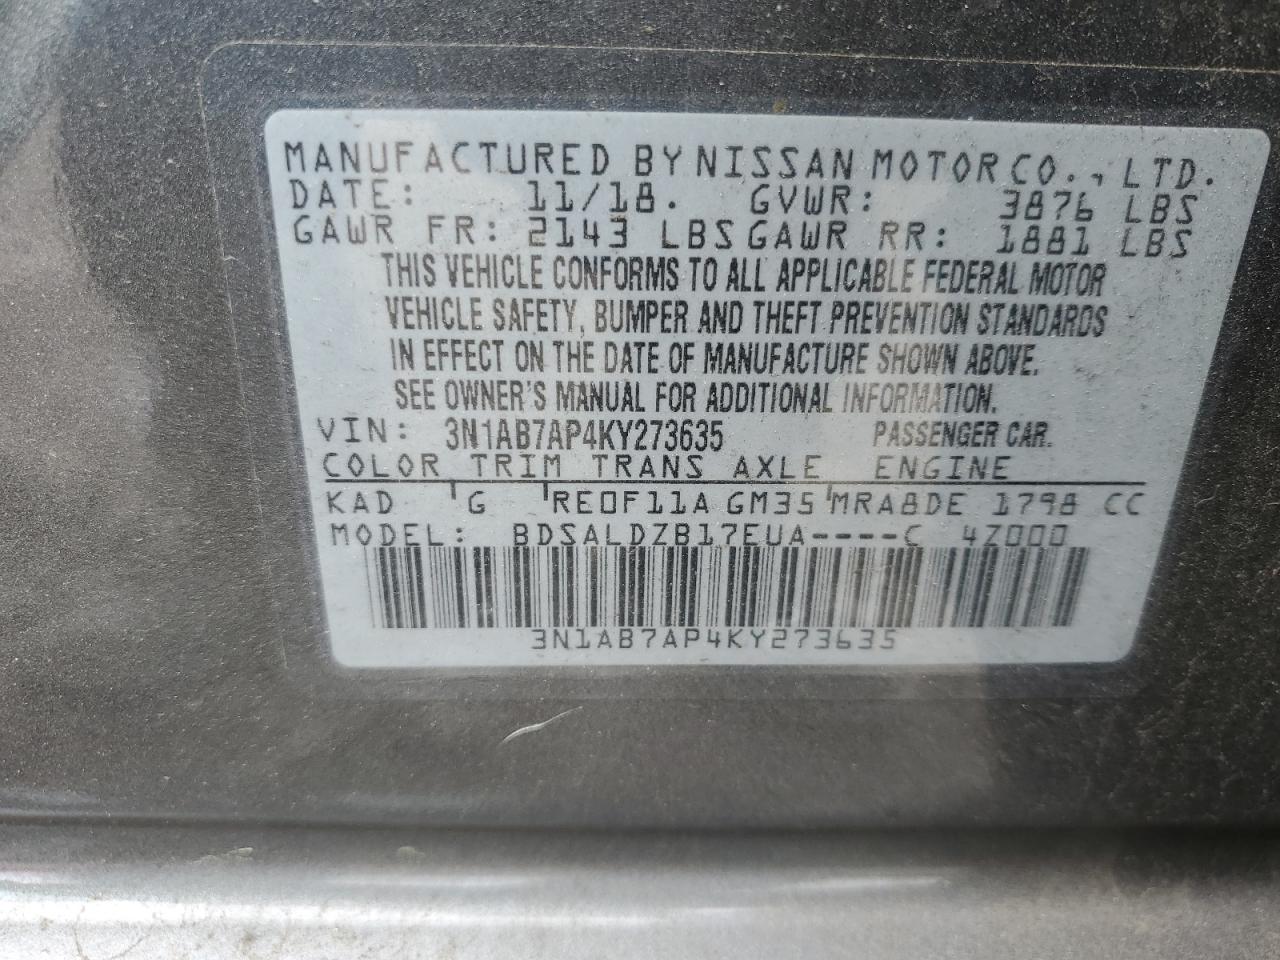 MANUFACTURED BY NISSAN MOTOR CO., LTD.
DATE: 11/18. GVWR: 3876 LBS
GAWR FR: 2143 LBS GAWR RR: 1881 LBS
THIS VEHICLE CONFORMS TO ALL APPLICABLE FEDERAL MOTOR
VEHICLE SAFETY, BUMPER AND THEFT PREVENTION STANDARDS
IN EFFECT ON THE DATE OF MANUFACTURE SHOWN ABOVE.
SEE OWNER'S MANUAL FOR ADDITIONAL INFORMATION.
VIN: 3N1AB7AP4KY273635 PASSENGER CAR.
COLOR TRIM TRANS AXLE ENGINE
KAD G RE0F11A GM35 MRA8DE 1798 CC
MODEL: BDSALDZB17EUA----C 4Z000
3N1AB7AP4KY273635